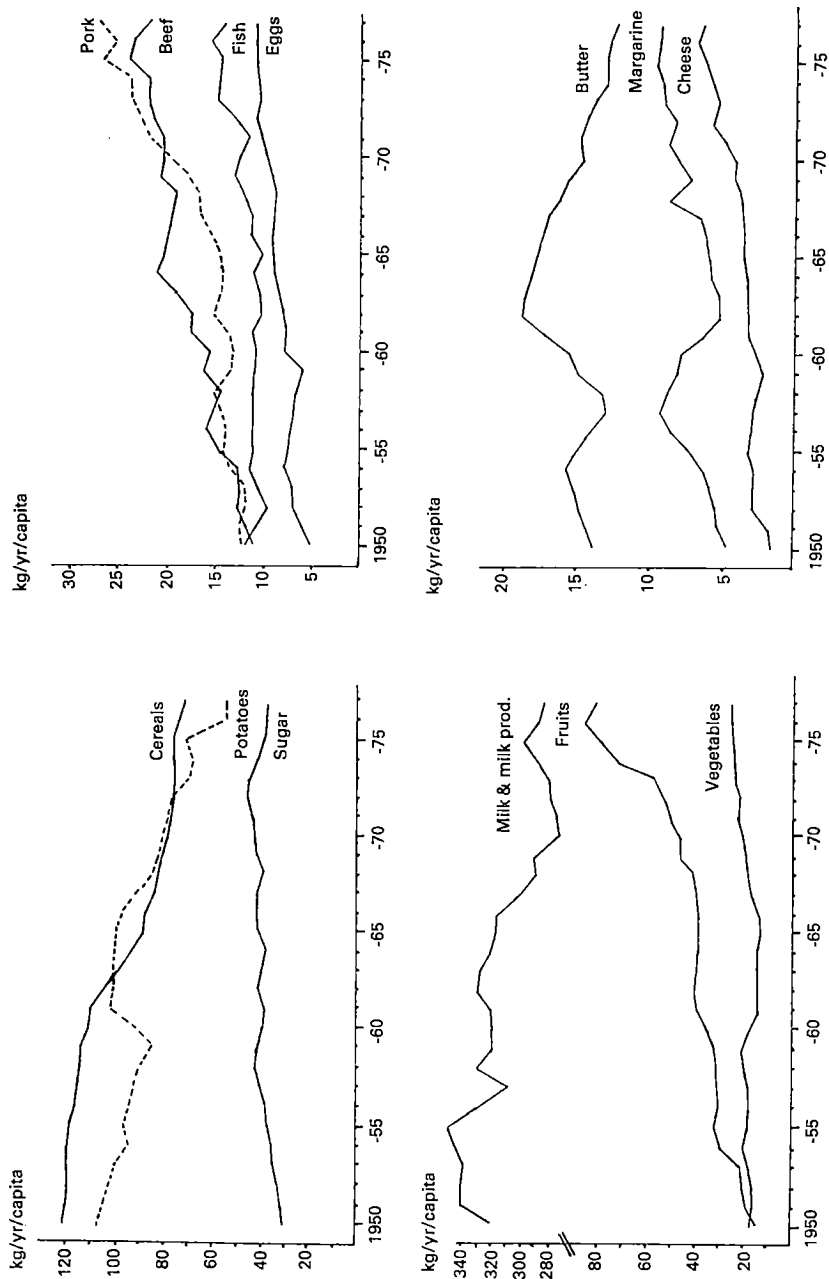 kg/yr/capita
120
100
80
60
40
20
Cereals
Potatoes
Sugar
1950
-55
-60
-65
-70
-75
kg/yr/capita
30
25
20
15
10
5
Pork
Beef
Fish
Eggs
1950
-55
-60
-65
-70
-75
kg/yr/capita
340
320
300
280
80
60
40
20
Milk & milk prod.
Fruits
Vegetables
1950
-55
-60
-65
-70
-75
kg/yr/capita
20
15
10
5
Butter
Margarine
Cheese
1950
-55
-60
-65
-70
-75